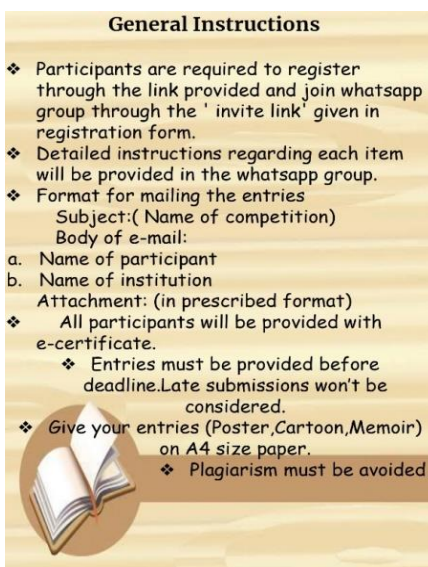 General Instructions
❖ Participants are required to register
through the link provided and join whatsapp
group through the ' invite link' given in
registration form.
❖ Detailed instructions regarding each item
will be provided in the whatsapp group.
❖ Format for mailing the entries
Subject:( Name of competition)
Body of e-mail:
a. Name of participant
b. Name of institution
Attachment: (in prescribed format)
❖ All participants will be provided with
e-certificate.
❖ Entries must be provided before
deadline.Late submissions won't be
considered.
❖ Give your entries (Poster,Cartoon,Memoir)
on A4 size paper.
❖ Plagiarism must be avoided